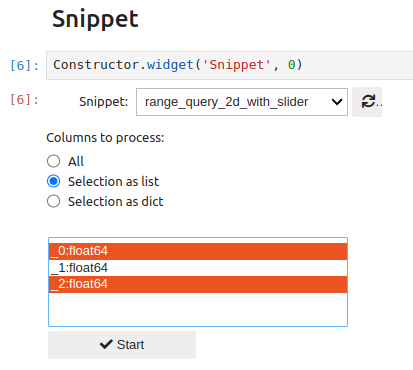 Snippet
[6]: Constructor.widget('Snippet', 0)
[6]: Snippet: range_query_2d_with_slider
Columns to process:
All
Selection as list
Selection as dict
_0:float64
_1:float64
_2:float64
Start